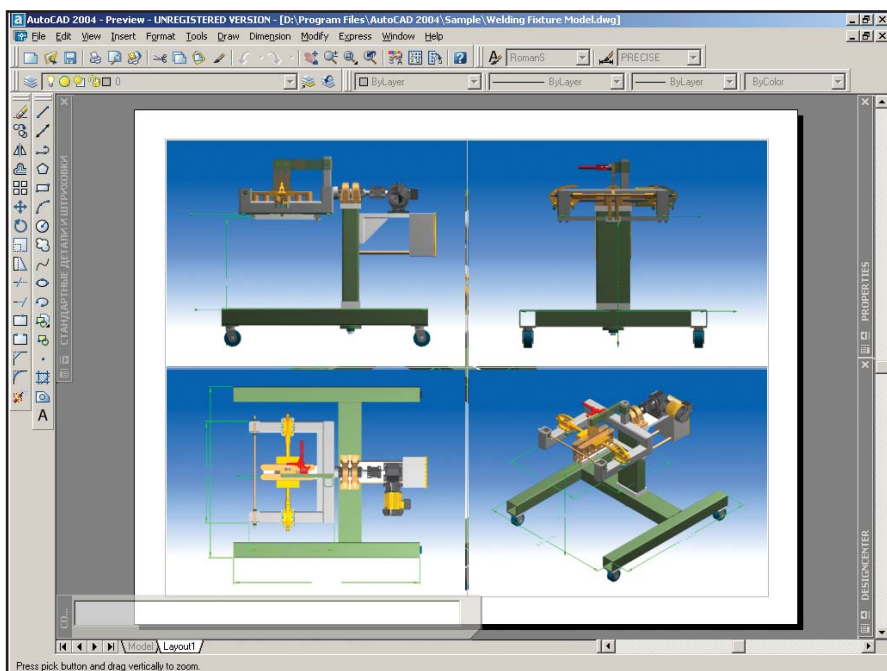 AutoCAD 2004 - Preview - UNREGISTERED VERSION - [D:\Program Files\AutoCAD 2004\Sample\Welding Fixture Model.dwg]
File Edit View Insert Format Tools Draw Dimension Modify Express Window Help
RomanS PRECISE
0 ByLayer ByLayer ByLayer ByColor
СТАНДАРТНЫЕ ДЕТАЛИ И ШТРИХОВКИ
PROPERTIES
DESIGNCENTER
A
CO...
Model Layout1
Press pick button and drag vertically to zoom.